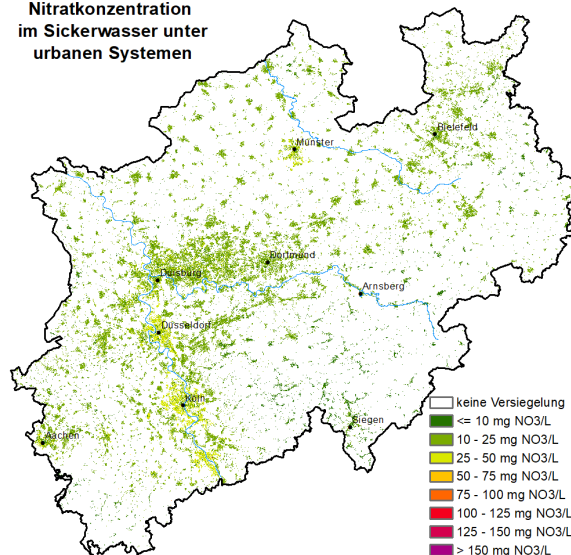 Nitratkonzentration
im Sickerwasser unter
urbanen Systemen
Bielefeld
Münster
Dortmund
Duisburg
Arnsberg
Düsseldorf
Köln
Siegen
Aachen
keine Versiegelung
<= 10 mg NO3/L
10 - 25 mg NO3/L
25 - 50 mg NO3/L
50 - 75 mg NO3/L
75 - 100 mg NO3/L
100 - 125 mg NO3/L
125 - 150 mg NO3/L
> 150 mg NO3/L